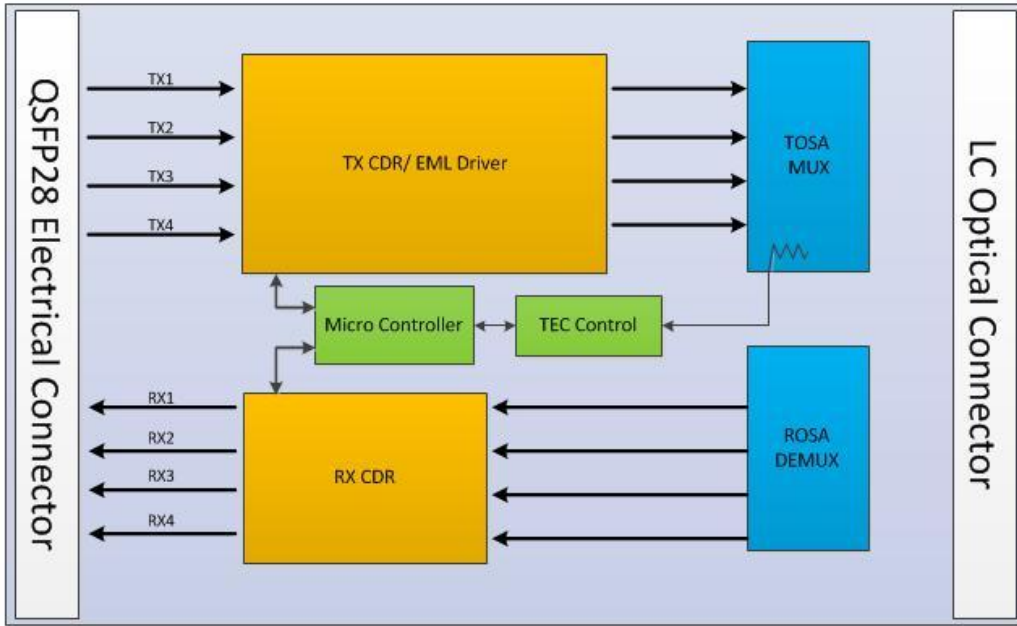 QSFP28 Electrical Connector
TX1
TX2
TX3
TX4
TX CDR/ EML Driver
TOSA
MUX
Micro Controller
TEC Control
RX1
RX2
RX3
RX4
RX CDR
ROSA
DEMUX
LC Optical Connector